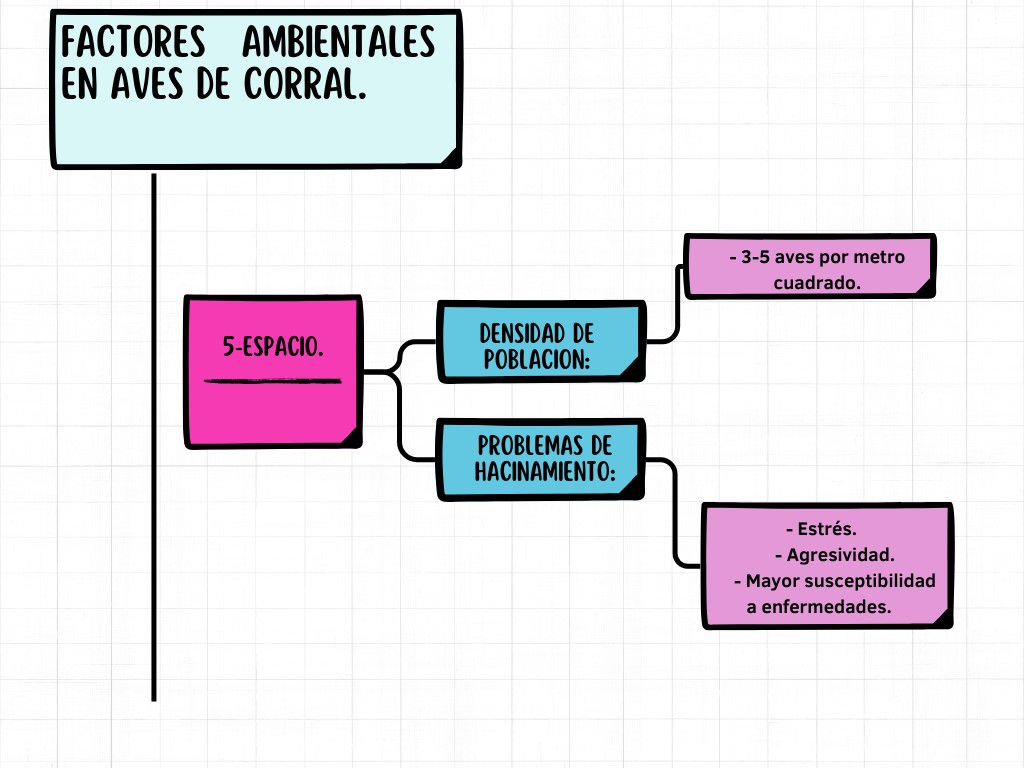 FACTORES AMBIENTALES
EN AVES DE CORRAL.
5-ESPACIO.
DENSIDAD DE
POBLACION:
- 3-5 aves por metro
cuadrado.
PROBLEMAS DE
HACINAMIENTO:
- Estrés.
- Agresividad.
- Mayor susceptibilidad
a enfermedades.